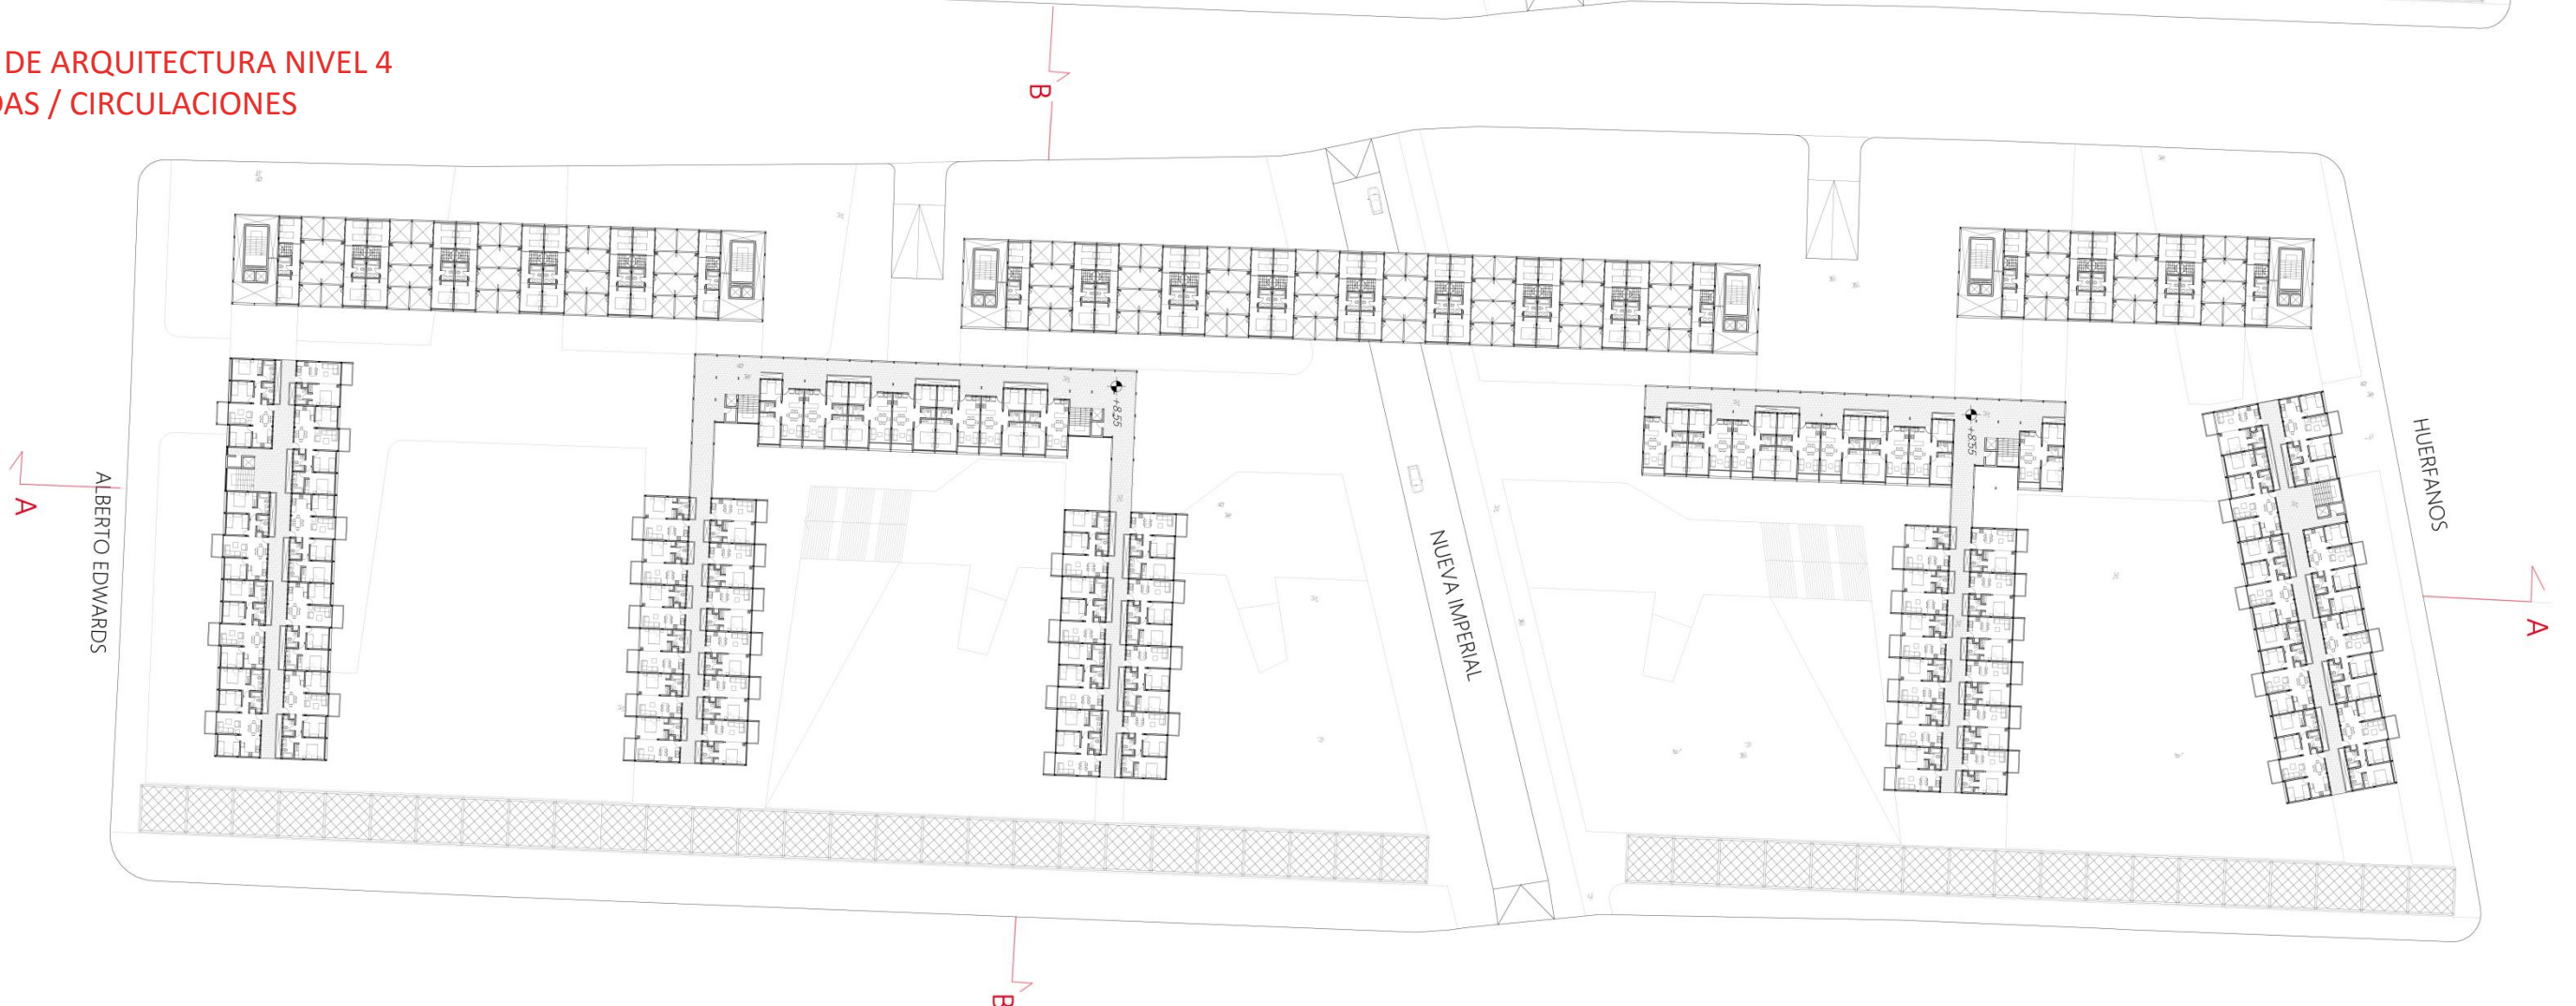 DE ARQUITECTURA NIVEL 4
DAS / CIRCULACIONES
B
A
ALBERTO EDWARDS
+8.55
NUEVA IMPERIAL
+8.55
HUERFANOS
A
B